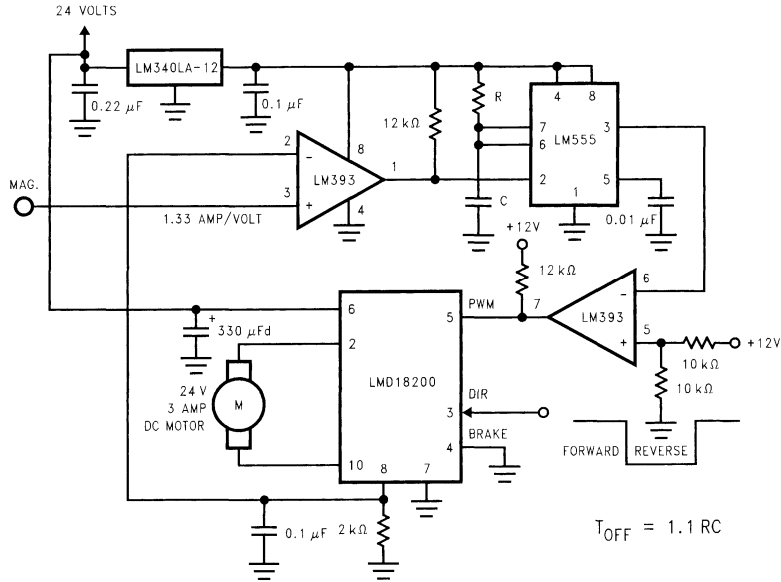 24 VOLTS
LM340LA-12
0.22 µF
0.1 µF
12 kΩ
R
4
8
7
6
LM555
3
2
5
1
C
0.01 µF
2
–
8
1
LM393
3
+
4
MAG.
1.33 AMP/VOLT
+12V
12 kΩ
PWM
7
6
–
LM393
5
+
+12V
10 kΩ
10 kΩ
+
330 µFd
6
5
2
LMD18200
24 V
3 AMP
DC MOTOR
M
DIR
3
BRAKE
4
10
8
7
FORWARD
REVERSE
0.1 µF
2 kΩ
T_OFF = 1.1 RC